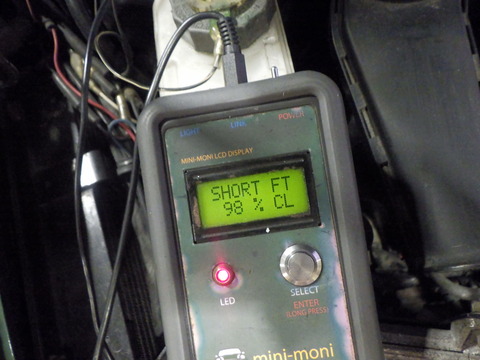 LIGHT LINK POWER
MINI-MONI LCD DISPLAY
SHORT FT
98 % CL
LED
SELECT
ENTER
(LONG PRESS)
mini-moni